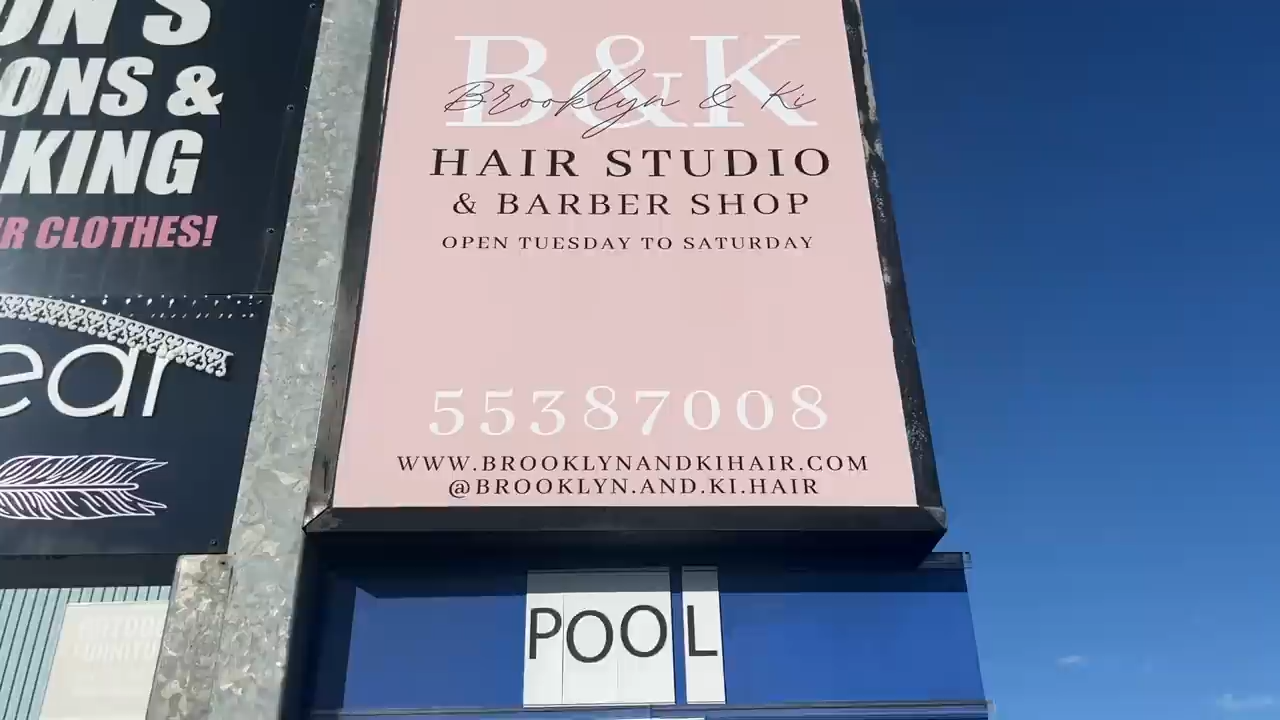 ON'S
ONS &
AKING
R CLOTHES!
ear
B&K
Brooklyn & Ki
HAIR STUDIO
& BARBER SHOP
OPEN TUESDAY TO SATURDAY
55387008
WWW.BROOKLYNANDKIHAIR.COM
@BROOKLYN.AND.KI.HAIR
POOL